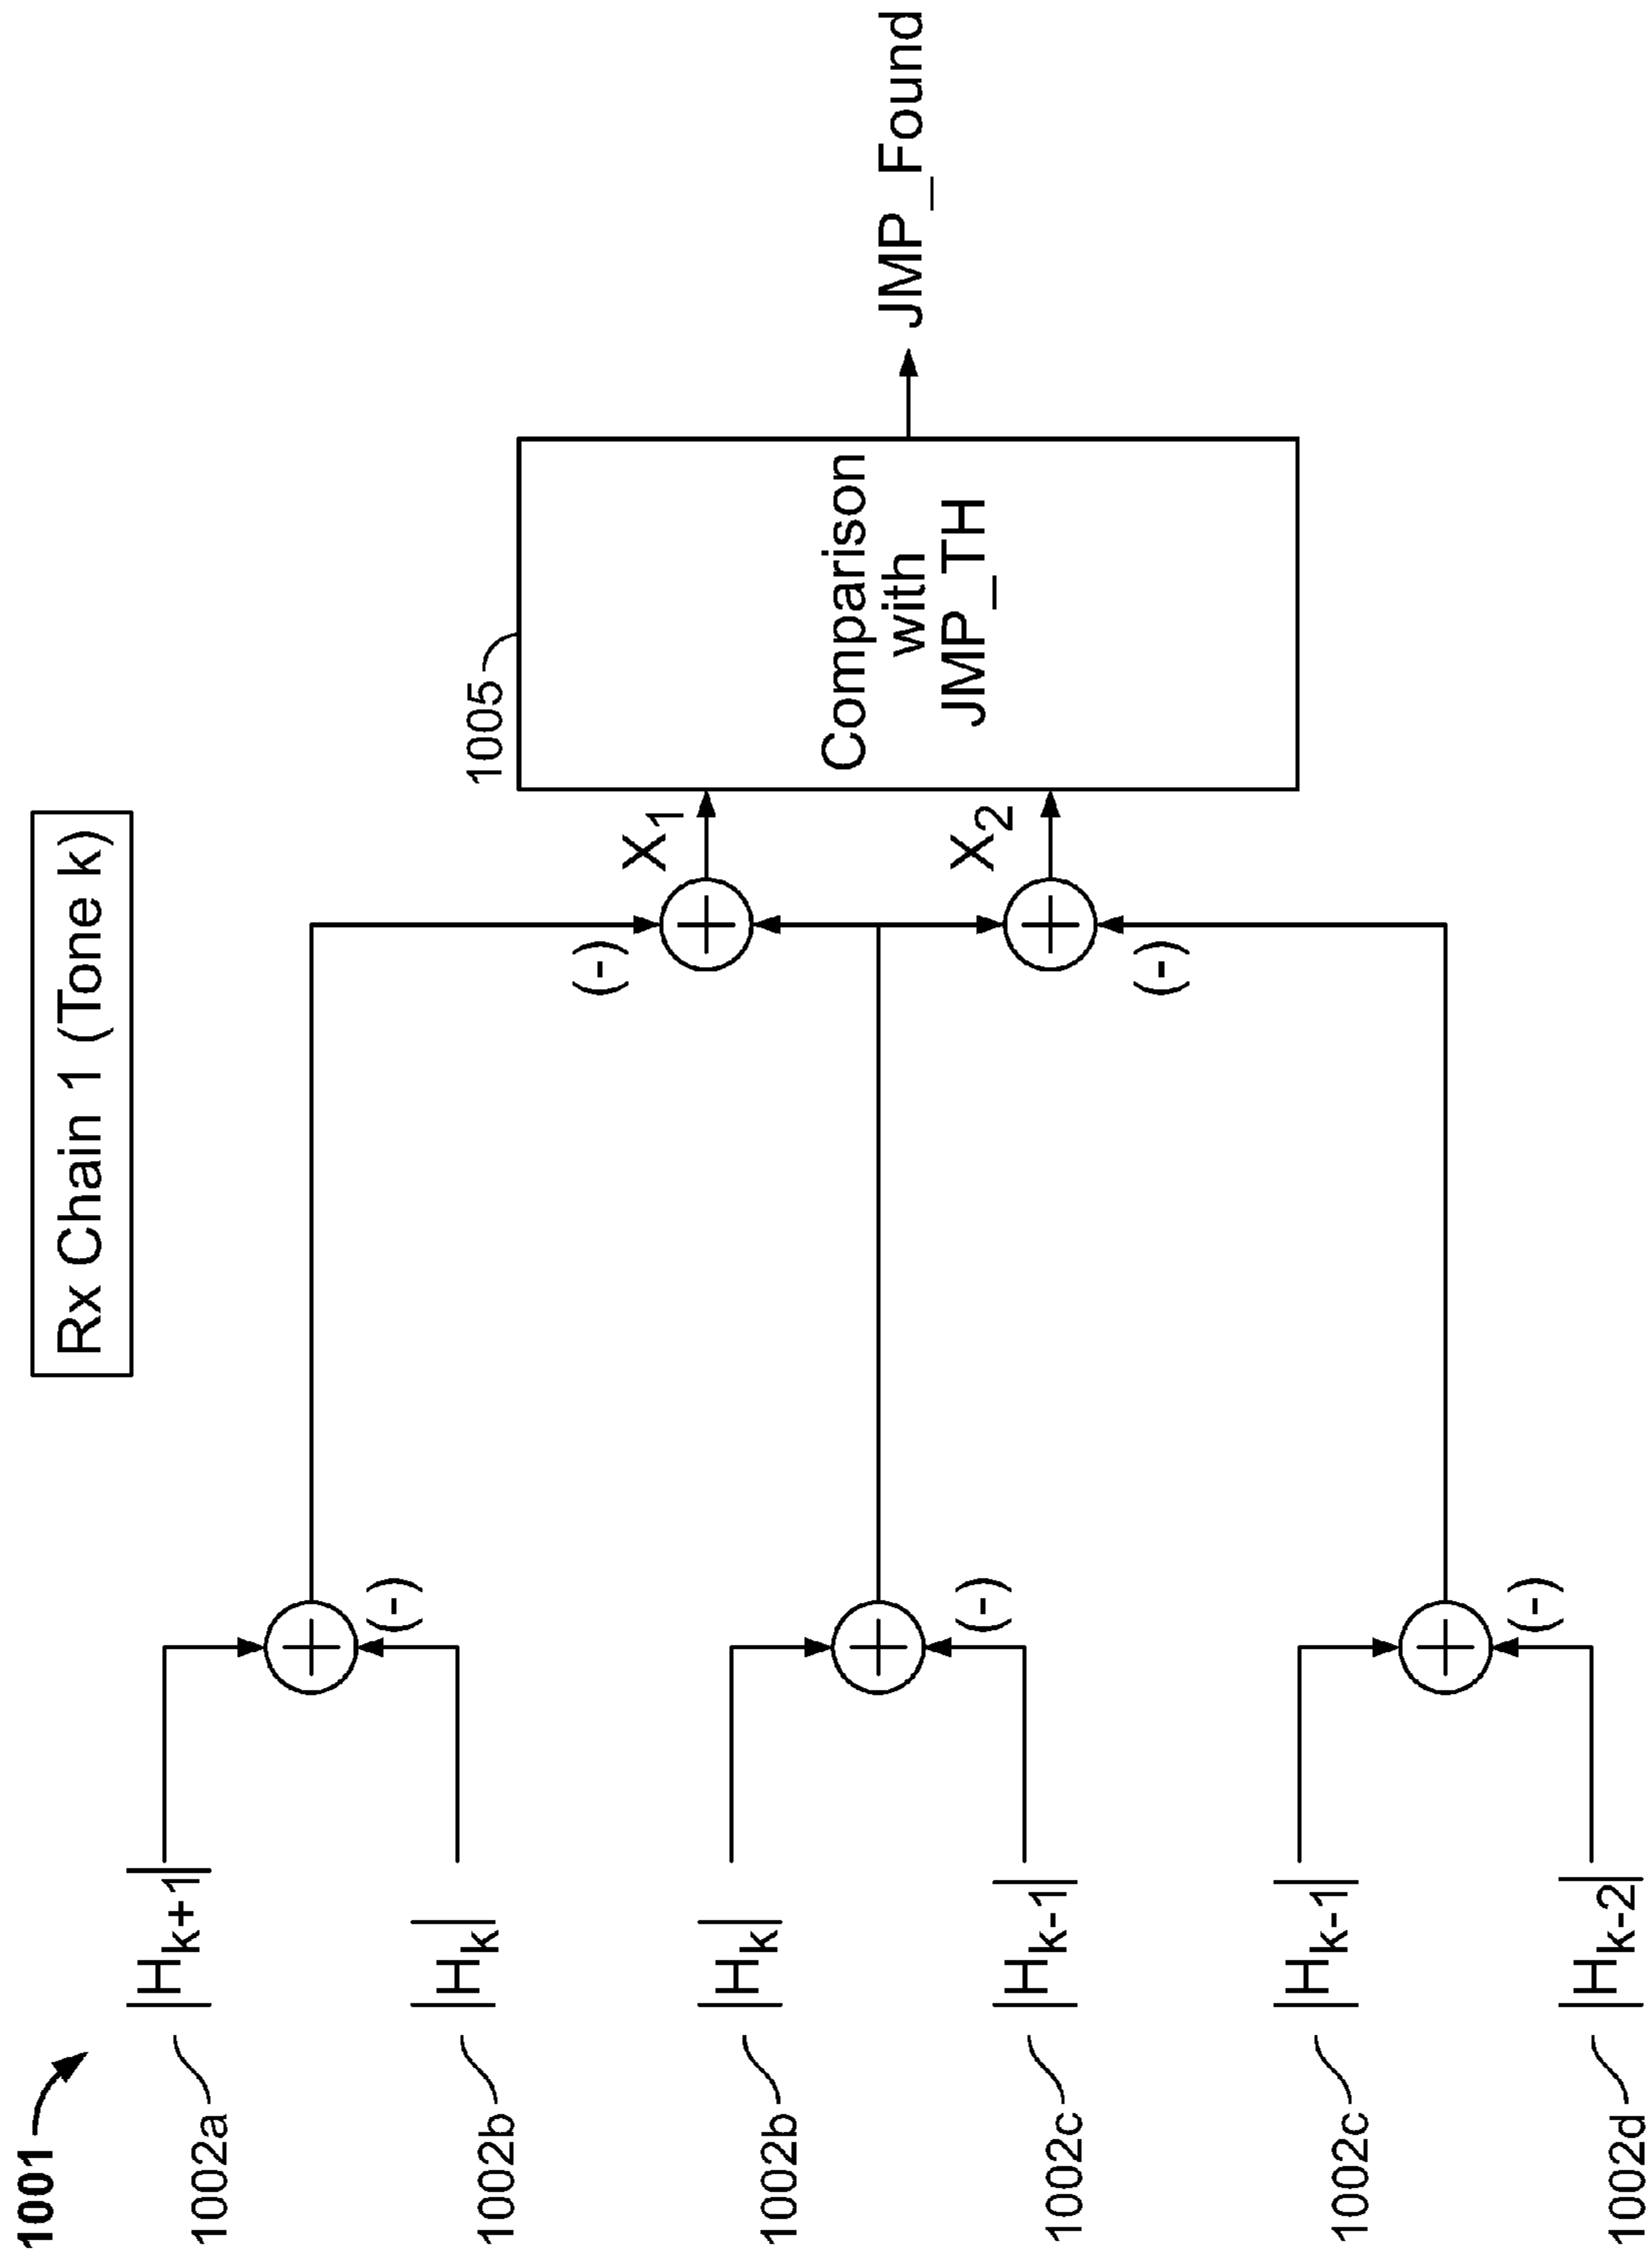 1001
Rx Chain 1 (Tone k)
1002a
|Hk+1|
(-)
1002b
|Hk|
(-)
X1
1005
Comparison
with
JMP_TH
JMP_Found
1002b
|Hk|
(-)
1002c
|Hk-1|
X2
(-)
1002c
|Hk-1|
(-)
1002d
|Hk-2|